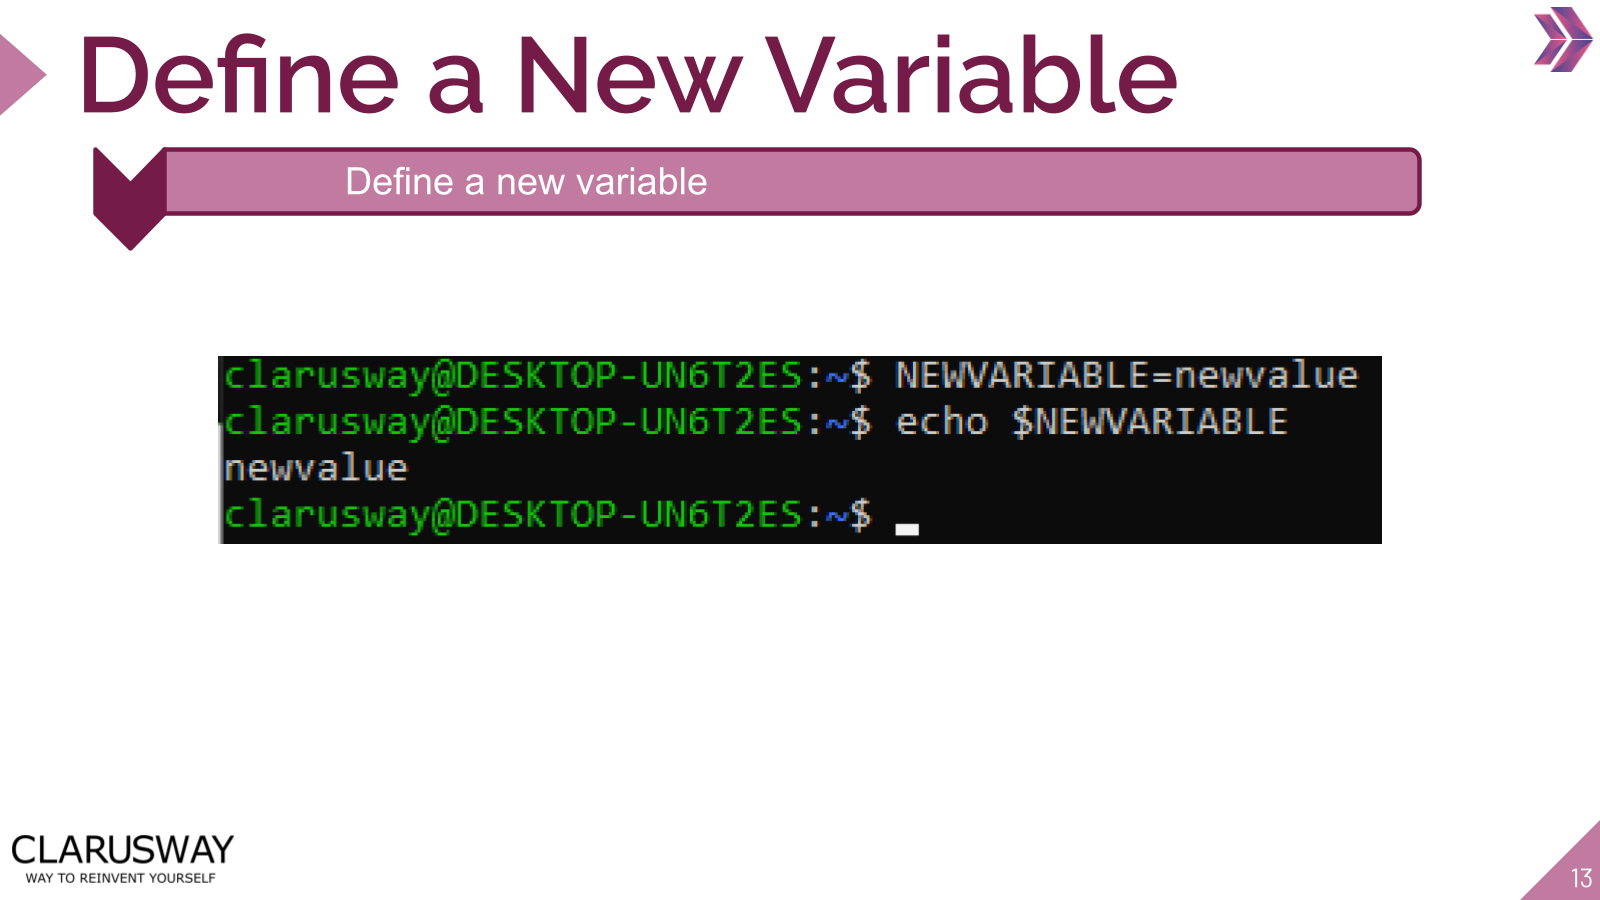 Define a New Variable
Define a new variable
clarusway@DESKTOP-UN6T2ES:~$ NEWVARIABLE=newvalue
clarusway@DESKTOP-UN6T2ES:~$ echo $NEWVARIABLE
newvalue
clarusway@DESKTOP-UN6T2ES:~$
CLARUSWAY
WAY TO REINVENT YOURSELF
13